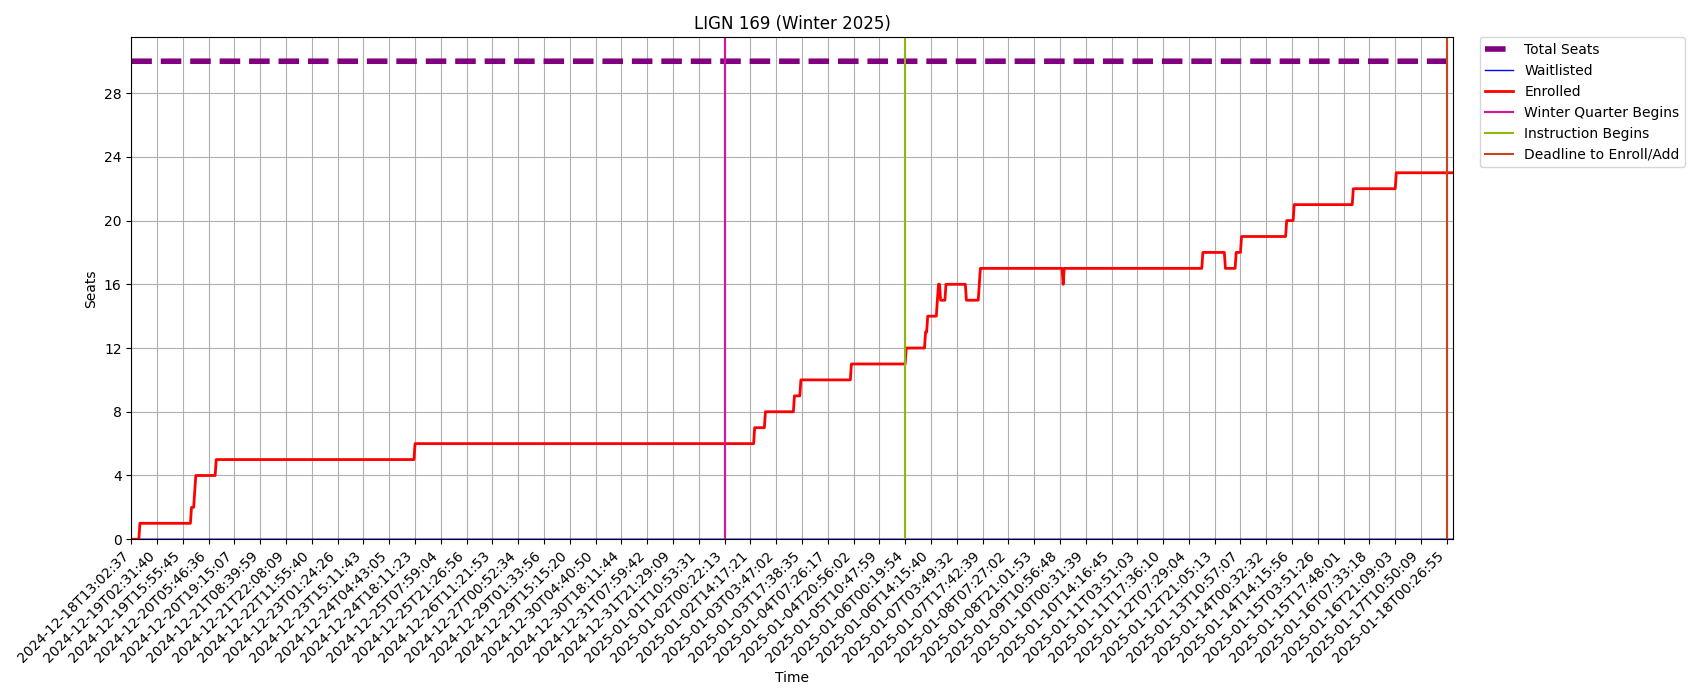 LIGN 169 (Winter 2025)
Total Seats
Waitlisted
Enrolled
Winter Quarter Begins
Instruction Begins
Deadline to Enroll/Add
Seats
28
24
20
16
12
8
4
0
2024-12-18T13:02:37
2024-12-19T02:31:40
2024-12-19T15:55:45
2024-12-20T05:46:36
2024-12-20T19:15:07
2024-12-21T08:39:59
2024-12-21T22:08:09
2024-12-22T11:55:40
2024-12-23T01:24:26
2024-12-23T15:11:43
2024-12-24T04:43:05
2024-12-24T18:11:23
2024-12-25T07:59:04
2024-12-25T21:26:56
2024-12-26T11:21:53
2024-12-27T00:52:34
2024-12-29T01:33:56
2024-12-29T15:15:20
2024-12-30T04:40:50
2024-12-30T18:11:44
2024-12-31T07:59:42
2024-12-31T21:29:09
2025-01-01T10:53:31
2025-01-02T00:22:13
2025-01-02T14:17:21
2025-01-03T03:47:02
2025-01-03T17:38:35
2025-01-04T07:26:17
2025-01-04T20:56:02
2025-01-05T10:47:59
2025-01-06T00:19:54
2025-01-06T14:15:40
2025-01-07T03:49:32
2025-01-07T17:42:39
2025-01-08T07:27:02
2025-01-08T21:01:53
2025-01-09T10:56:48
2025-01-10T00:31:39
2025-01-10T14:16:45
2025-01-11T03:51:03
2025-01-11T17:36:10
2025-01-12T07:29:04
2025-01-12T21:05:13
2025-01-13T10:57:07
2025-01-14T00:32:32
2025-01-14T14:15:56
2025-01-15T03:51:26
2025-01-15T17:48:01
2025-01-16T07:33:18
2025-01-16T21:09:03
2025-01-17T10:50:09
2025-01-18T00:26:55
Time